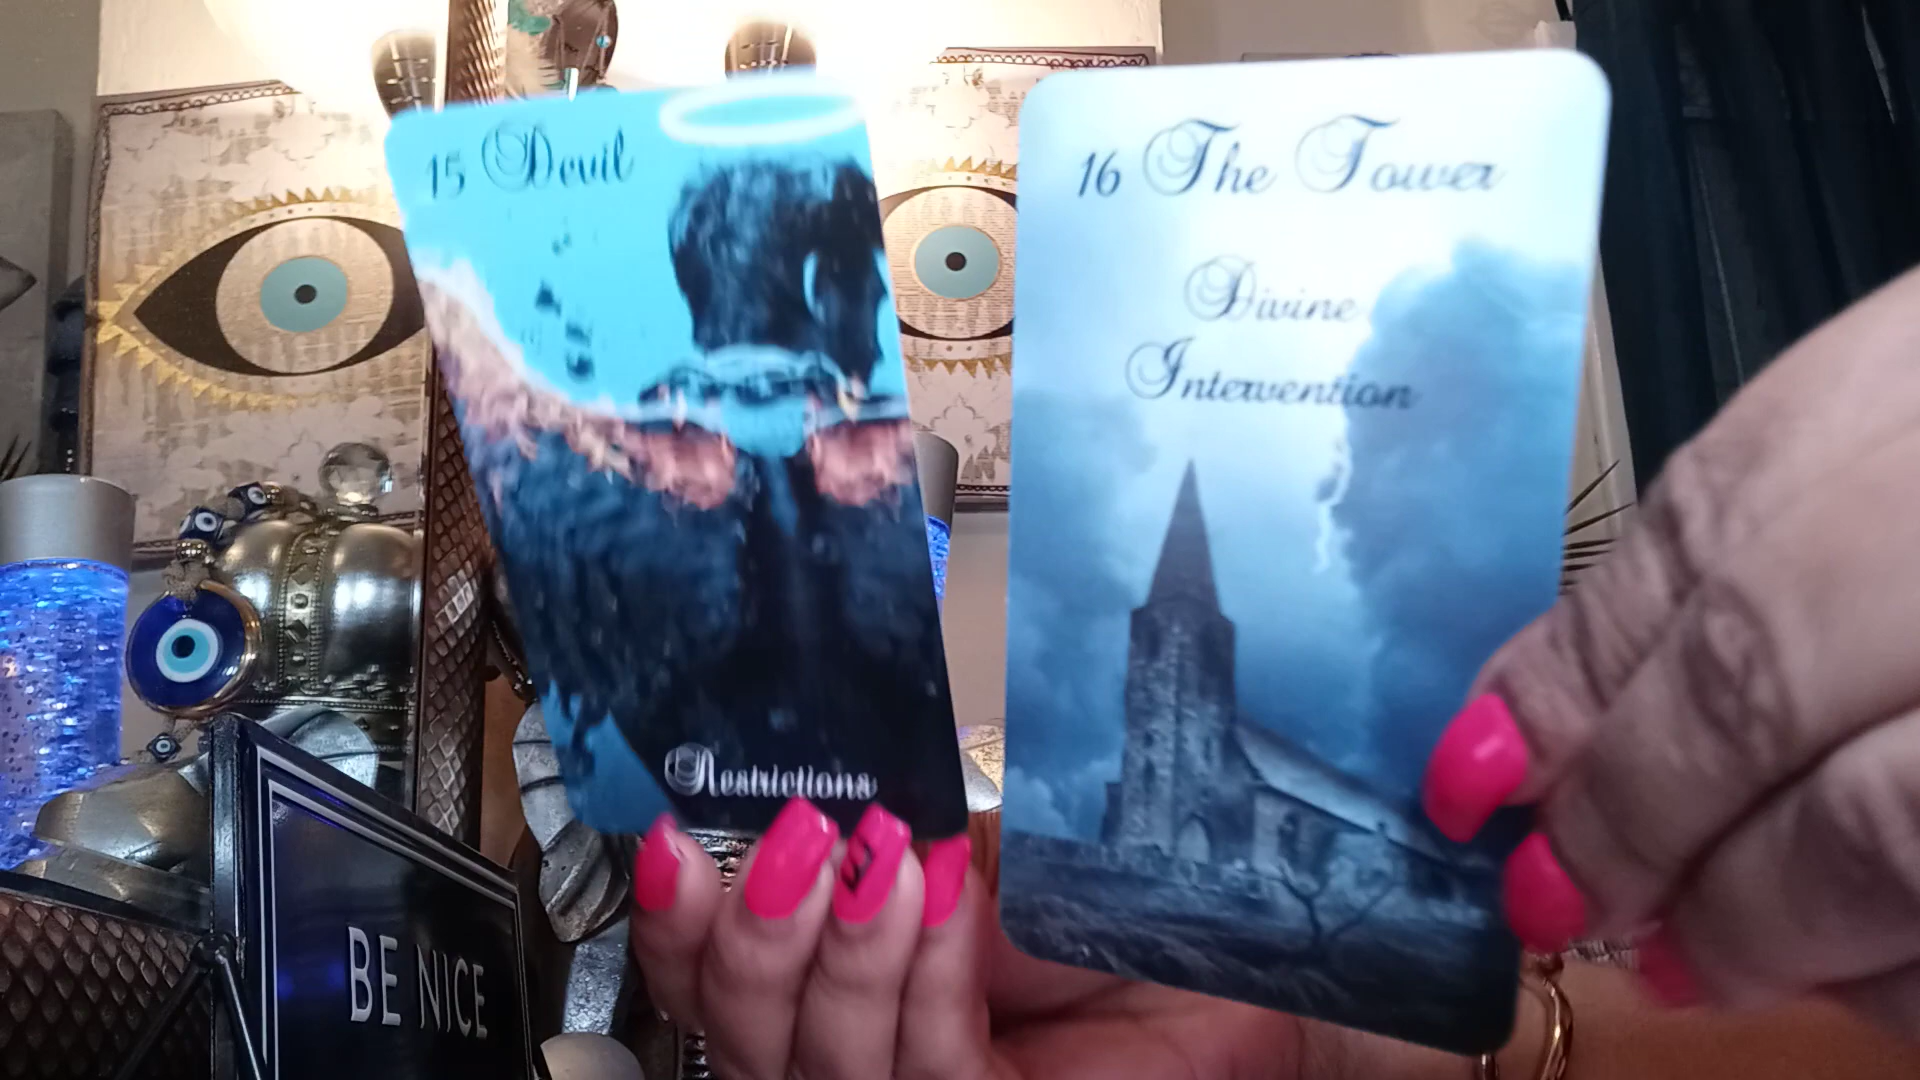 15 Devil
Restrictions
16 The Tower
Divine
Intervention
BE NICE